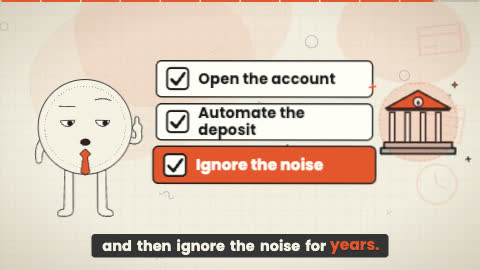 Open the account
Automate the
deposit
Ignore the noise
and then ignore the noise for years.